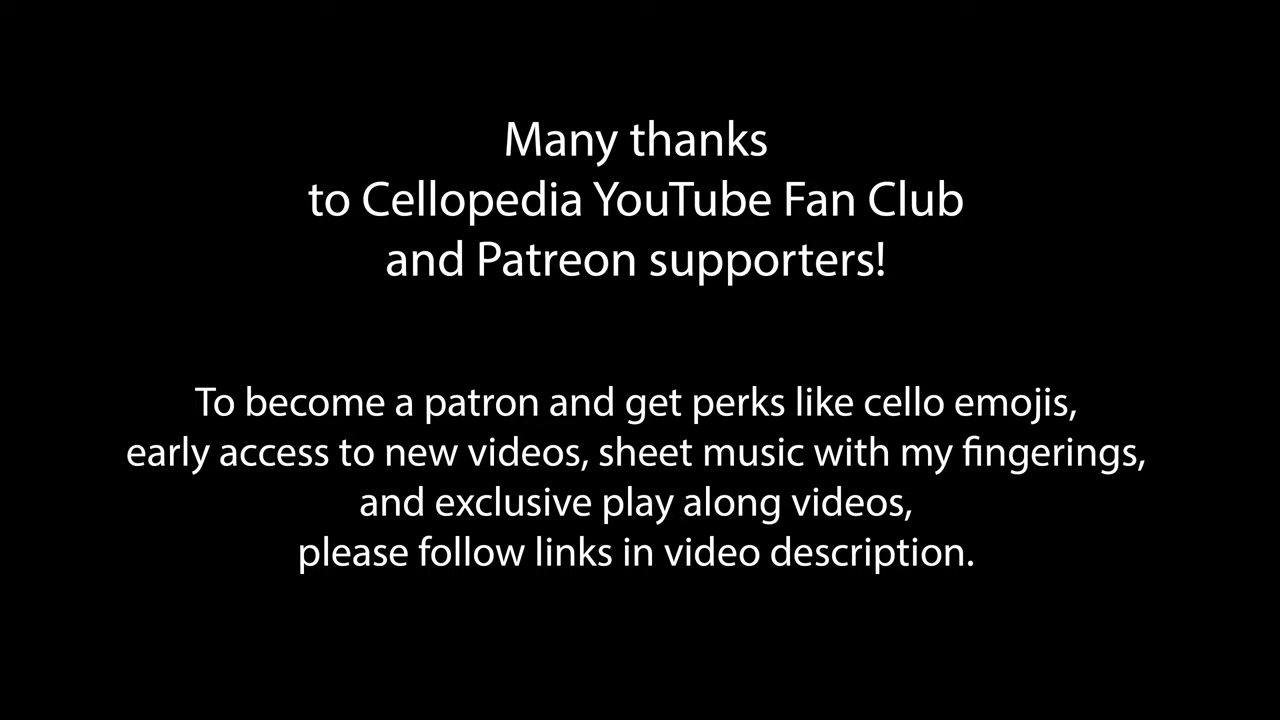 Many thanks
to Cellopedia YouTube Fan Club
and Patreon supporters!
To become a patron and get perks like cello emojis,
early access to new videos, sheet music with my fingerings,
and exclusive play along videos,
please follow links in video description.